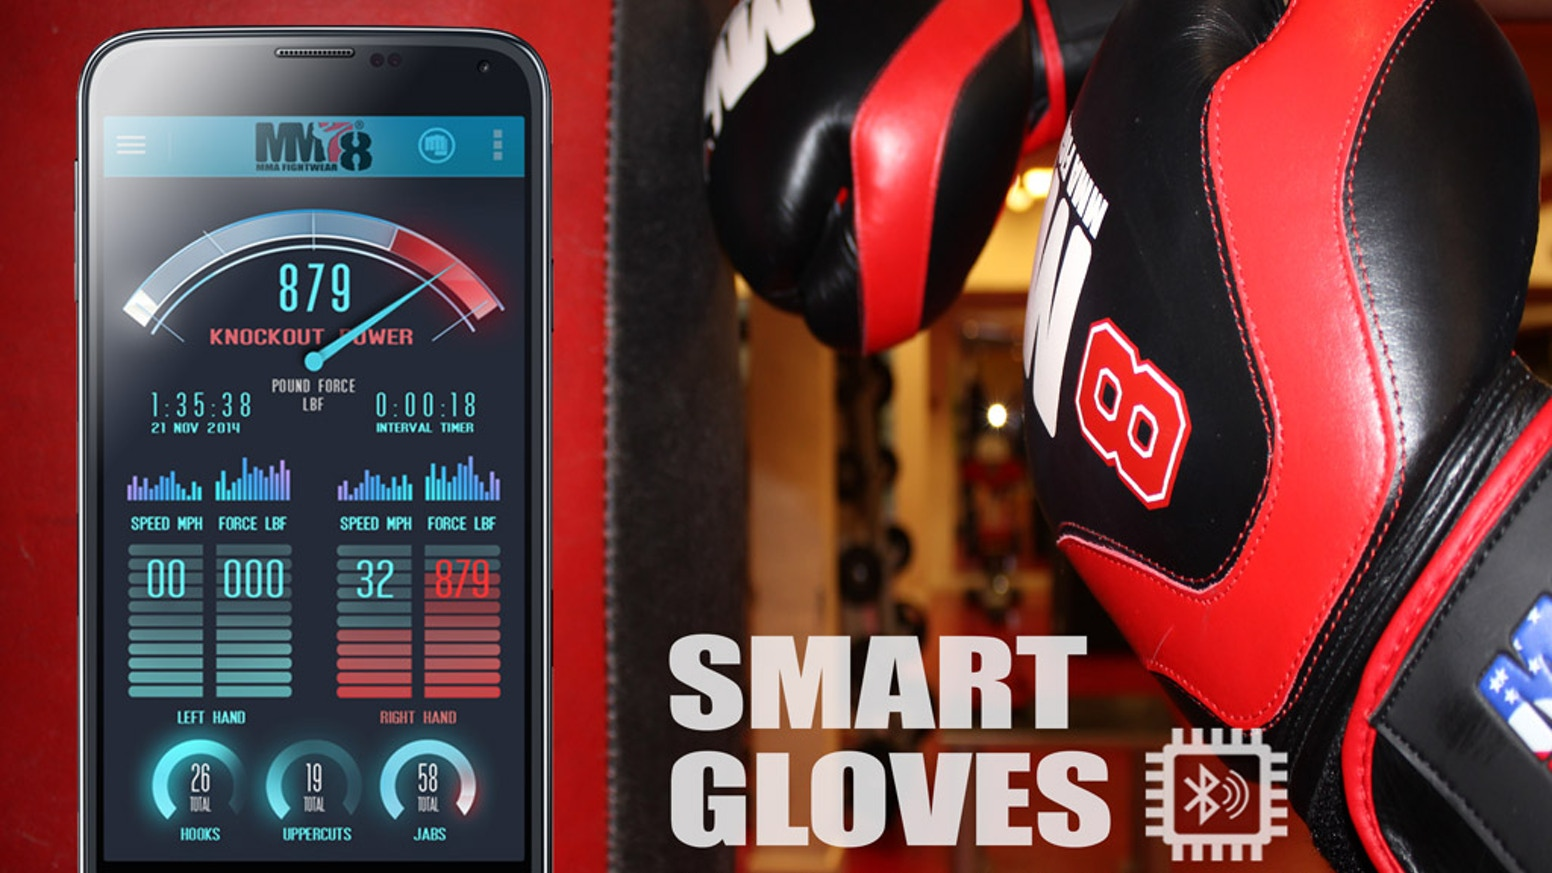 MMA8
MMA FIGHTWEAR
879
KNOCKOUT POWER
POUND FORCE
LBF
1:35:38
21 NOV 2014
0:00:18
INTERVAL TIMER
SPEED MPH FORCE LBF
SPEED MPH FORCE LBF
00 000
32 879
LEFT HAND
RIGHT HAND
26
TOTAL
HOOKS
19
TOTAL
UPPERCUTS
58
TOTAL
JABS
8
SMART
GLOVES